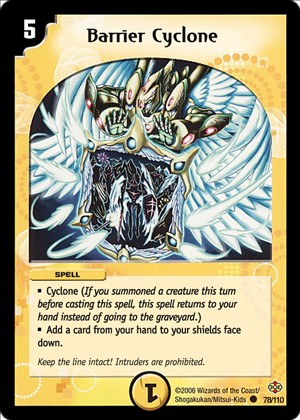 5
Barrier Cyclone
SPELL
▪ Cyclone (If you summoned a creature this turn
before casting this spell, this spell returns to your
hand instead of going to the graveyard.)
▪ Add a card from your hand to your shields face
down.
Keep the line intact! Intruders are prohibited.
1
©2006 Wizards of the Coast/
Shogakukan/Mitsui-Kids
78/110